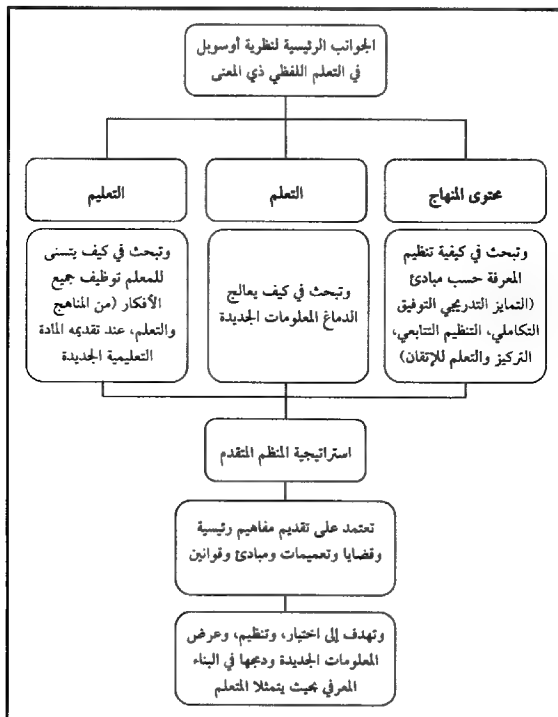 الجوانب الرئيسية لنظرية أوسوبل
في التعلم اللفظي ذي المعنى
محتوى المنهاج
التعلم
التعليم
وتبحث في كيفية تنظيم
المعرفة حسب مبادئ
(التمايز التدريجي التوفيق
التكاملي، التنظيم التتابعي،
التركيز والتعلم للإتقان)
وتبحث في كيف يعالج
الدماغ المعلومات الجديدة
وتبحث في كيف يتسنى
للمعلم توظيف جميع
الأفكار (من المناهج
والتعلم، عند تقديمه المادة
التعليمية الجديدة
استراتيجية المنظم المتقدم
تعتمد على تقديم مفاهيم رئيسية
وقضايا وتعميمات ومبادئ وقوانين
وتهدف إلى اختيار، وتنظيم، وعرض
المعلومات الجديدة ودمجها في البناء
المعرفي بحيث يتمثلا المتعلم